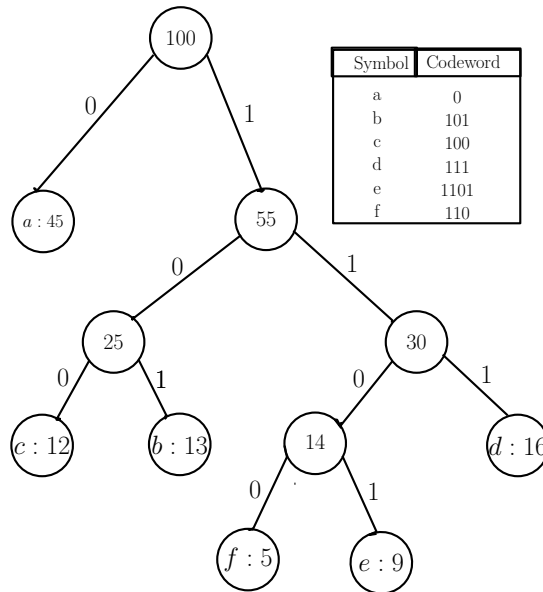 100
Symbol Codeword
a 0
b 101
c 100
d 111
e 1101
f 110
0 1
a : 45
55
0 1
25
30
0 1 0 1
c : 12
b : 13
14
d : 16
0 1
f : 5
e : 9